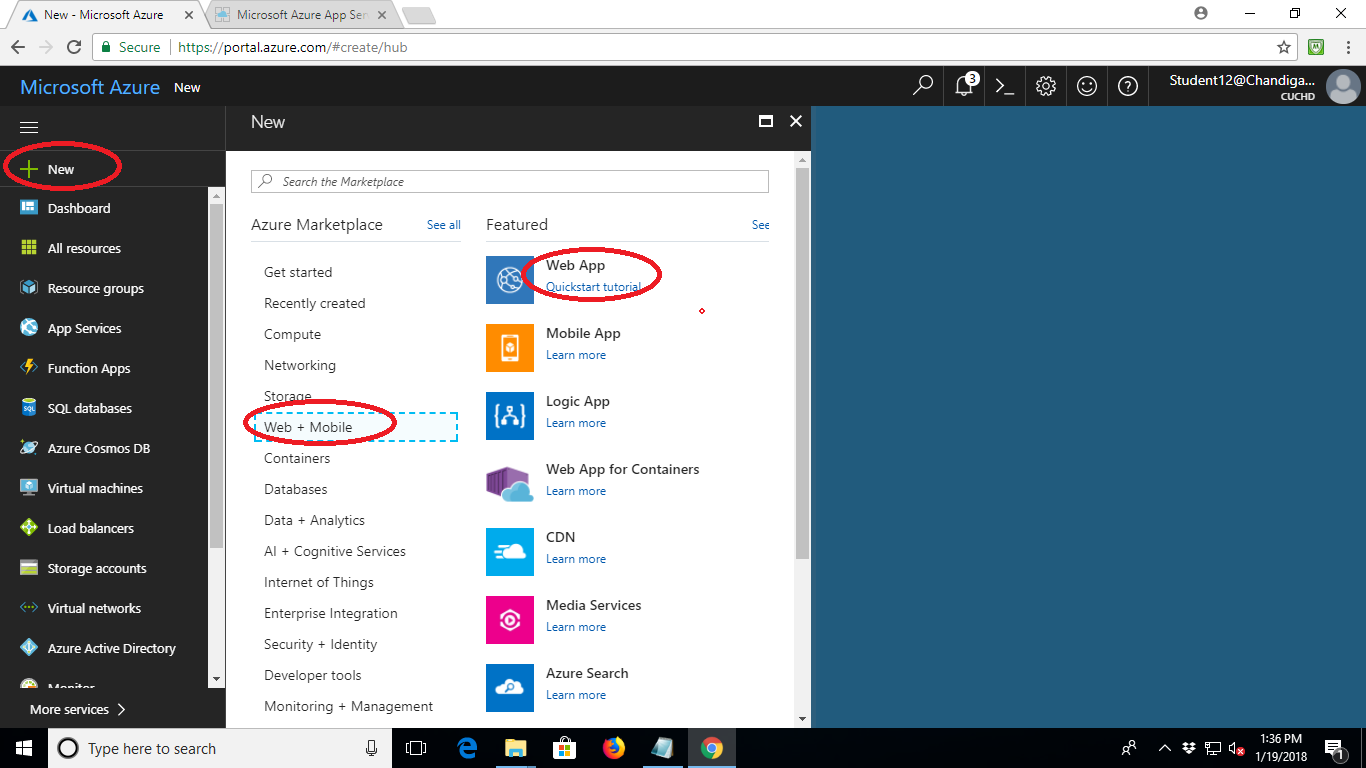 New - Microsoft Azure
Microsoft Azure App Ser
Secure
https://portal.azure.com/#create/hub
Microsoft Azure New
3
Student12@Chandiga...
CUCHD
New
Dashboard
All resources
Resource groups
App Services
Function Apps
SQL databases
Azure Cosmos DB
Virtual machines
Load balancers
Storage accounts
Virtual networks
Azure Active Directory
Monitor
More services
New
Search the Marketplace
Azure Marketplace See all
Get started
Recently created
Compute
Networking
Storage
Web + Mobile
Containers
Databases
Data + Analytics
AI + Cognitive Services
Internet of Things
Enterprise Integration
Security + Identity
Developer tools
Monitoring + Management
Featured See
Web App
Quickstart tutorial
Mobile App
Learn more
Logic App
Learn more
Web App for Containers
Learn more
CDN
Learn more
Media Services
Learn more
Azure Search
Learn more
Type here to search
1:36 PM
1/19/2018
1